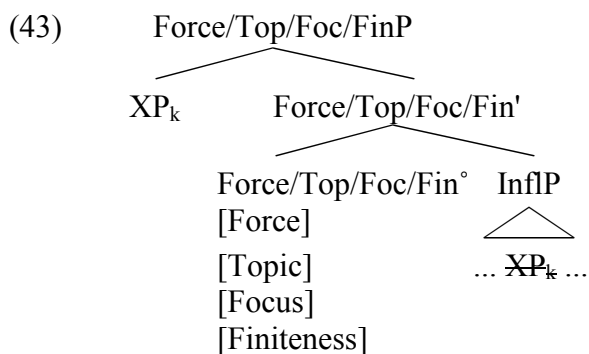 (43) Force/Top/Foc/FinP
XPk Force/Top/Foc/Fin'
Force/Top/Foc/Fin° InflP
[Force]
[Topic] ... XPk ...
[Focus]
[Finiteness]